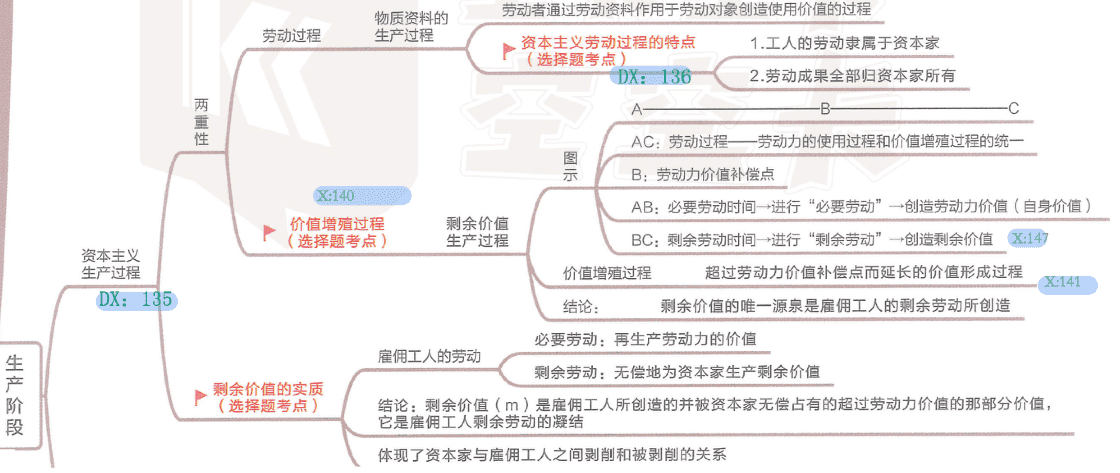 生产阶段
资本主义
生产过程
DX：135
两重性
劳动过程
物质资料的
生产过程
劳动者通过劳动资料作用于劳动对象创造使用价值的过程
资本主义劳动过程的特点
（选择题考点）
DX：136
1.工人的劳动隶属于资本家
2.劳动成果全部归资本家所有
X:140
价值增殖过程
（选择题考点）
剩余价值
生产过程
图示
A B C
AC：劳动过程——劳动力的使用过程和价值增殖过程的统一
B：劳动力价值补偿点
AB：必要劳动时间→进行“必要劳动”→创造劳动力价值（自身价值）
BC：剩余劳动时间→进行“剩余劳动”→创造剩余价值 X:147
价值增殖过程 超过劳动力价值补偿点而延长的价值形成过程 X:141
结论： 剩余价值的唯一源泉是雇佣工人的剩余劳动所创造
剩余价值的实质
（选择题考点）
雇佣工人的劳动
必要劳动：再生产劳动力的价值
剩余劳动：无偿地为资本家生产剩余价值
结论：剩余价值（m）是雇佣工人所创造的并被资本家无偿占有的超过劳动力价值的那部分价值，
它是雇佣工人剩余劳动的凝结
体现了资本家与雇佣工人之间剥削和被剥削的关系